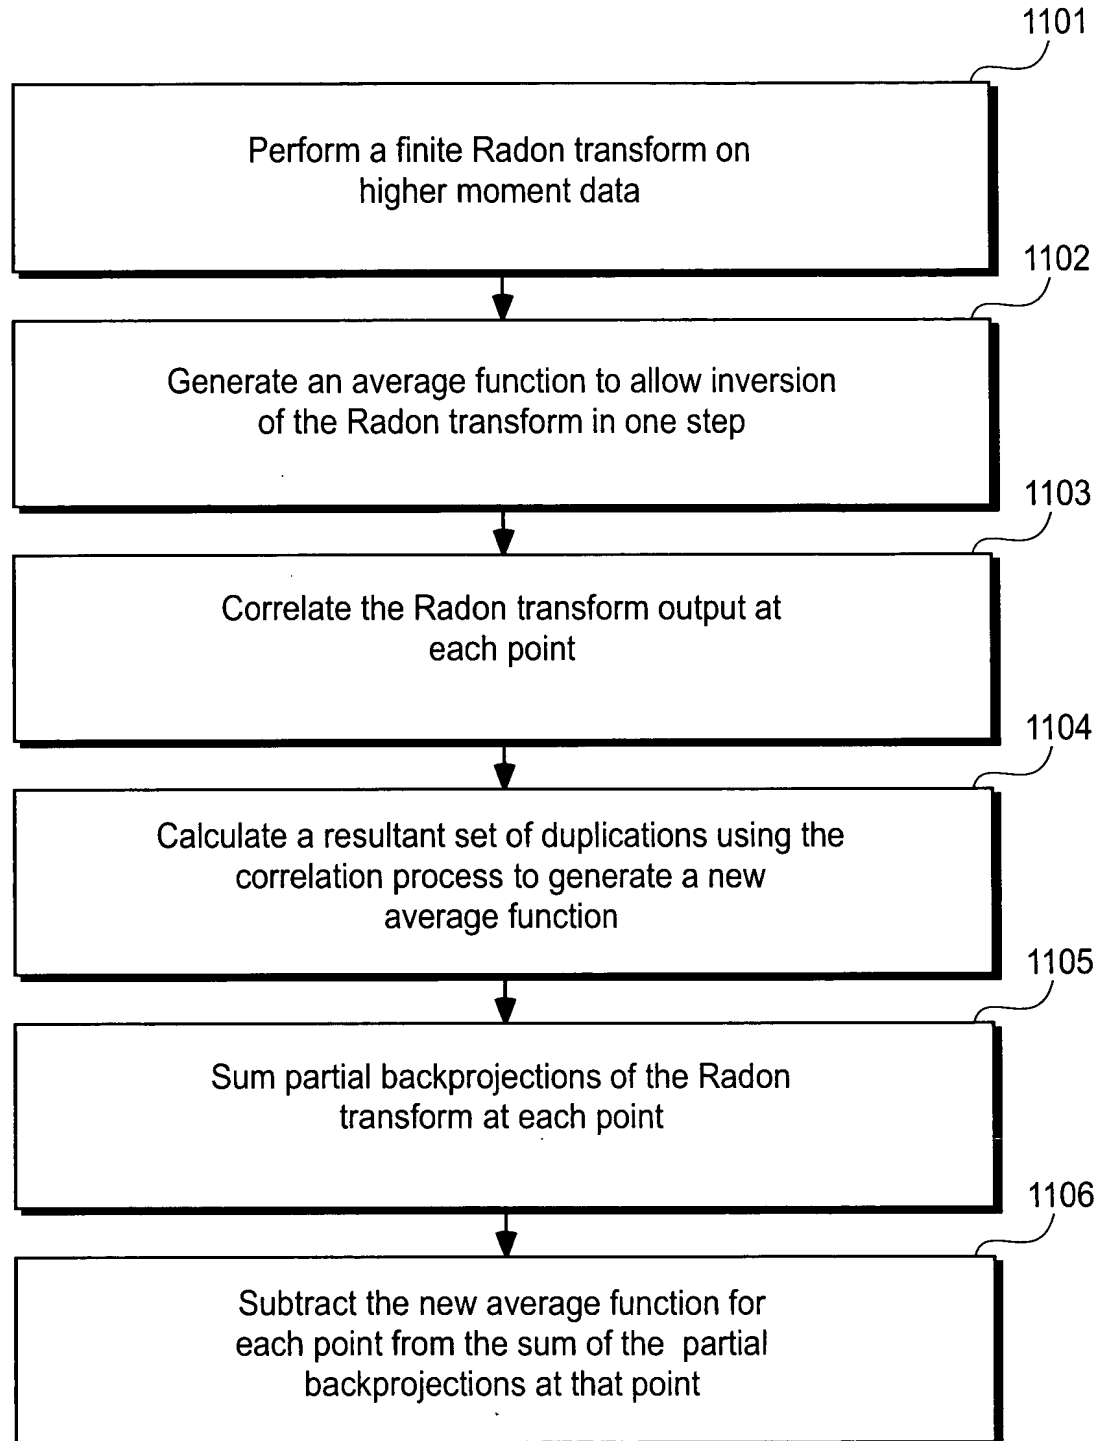 1101
Perform a finite Radon transform on
higher moment data
1102
Generate an average function to allow inversion
of the Radon transform in one step
1103
Correlate the Radon transform output at
each point
1104
Calculate a resultant set of duplications using the
correlation process to generate a new
average function
1105
Sum partial backprojections of the Radon
transform at each point
1106
Subtract the new average function for
each point from the sum of the partial
backprojections at that point